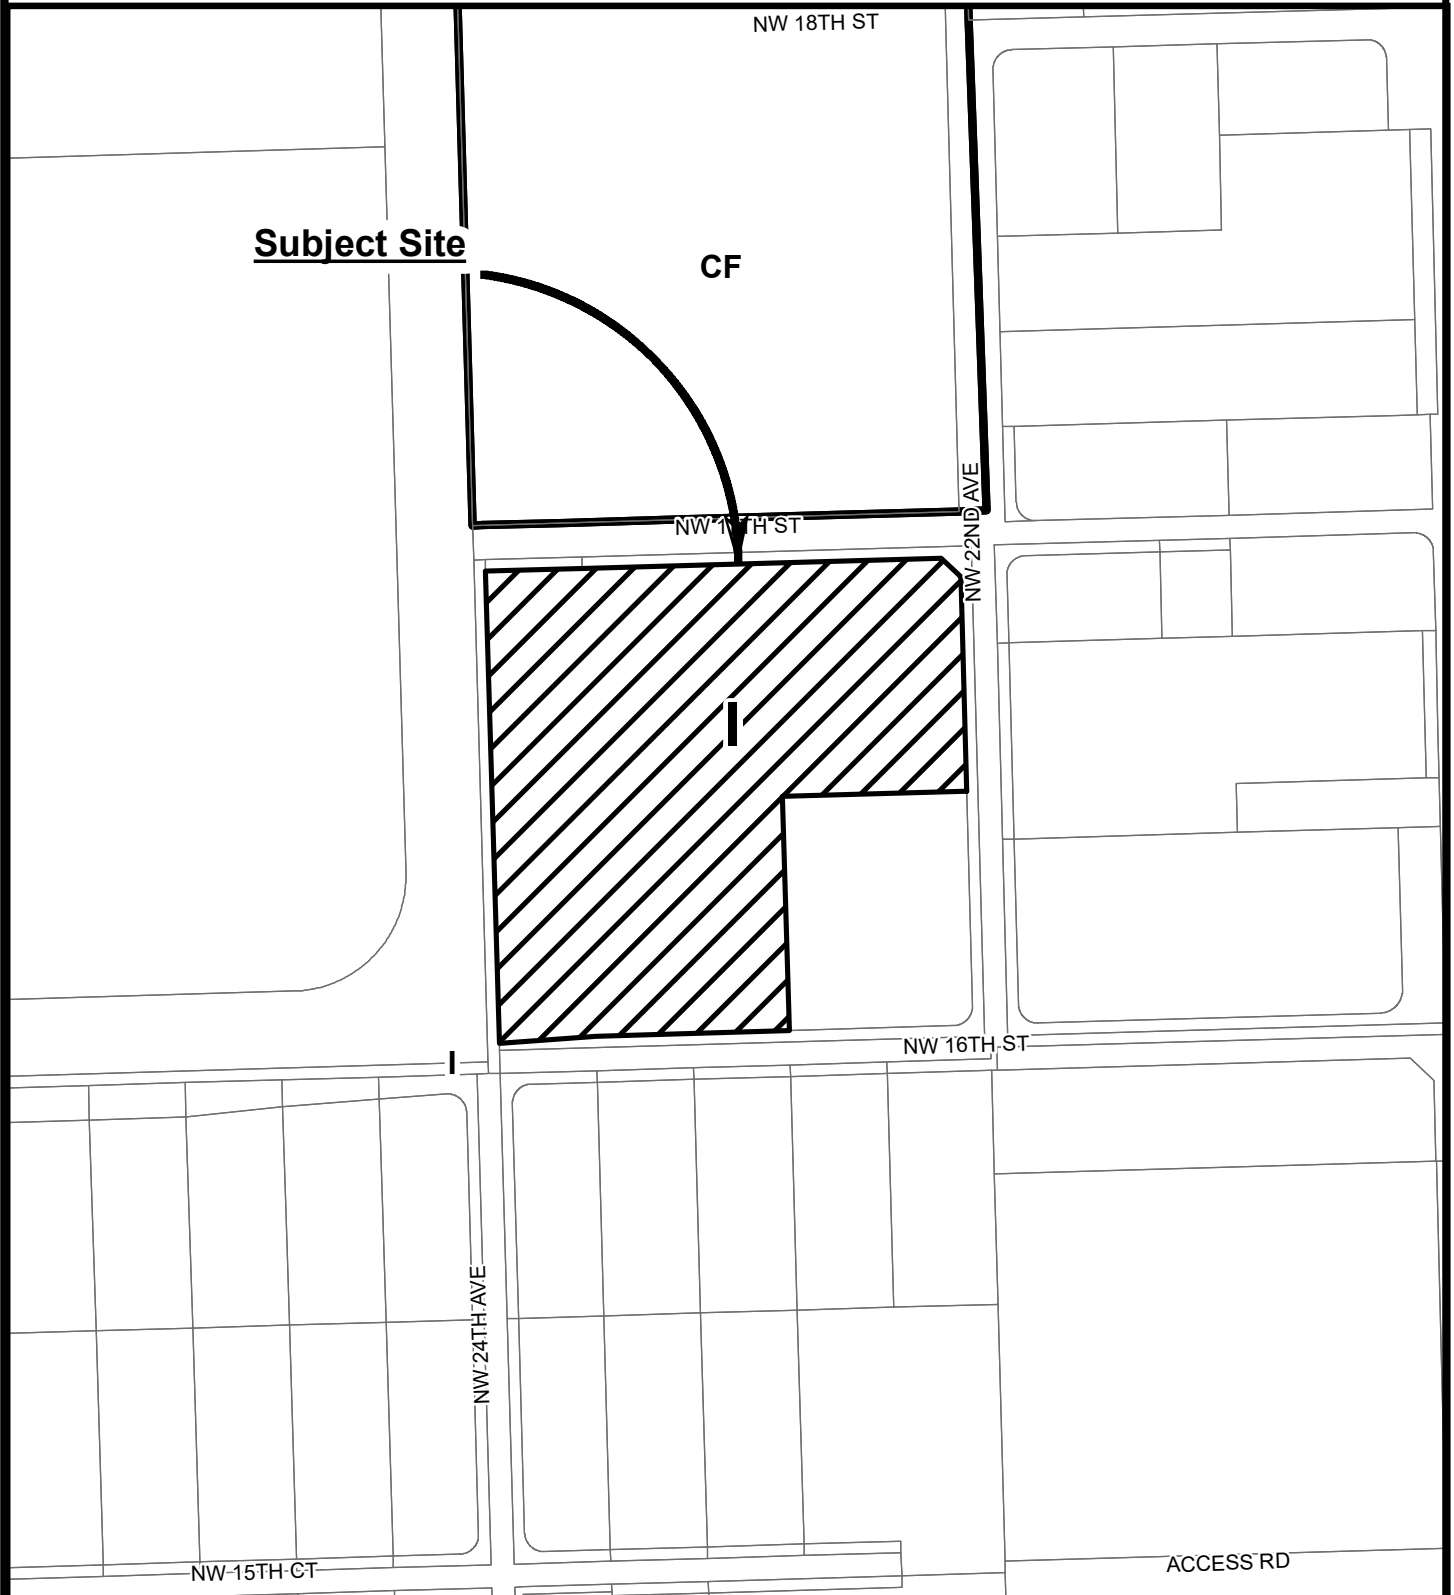 NW 18TH ST
Subject Site
CF
NW 22ND AVE
I
NW 16TH ST
I
NW 24TH AVE
NW 15TH CT
ACCESS RD